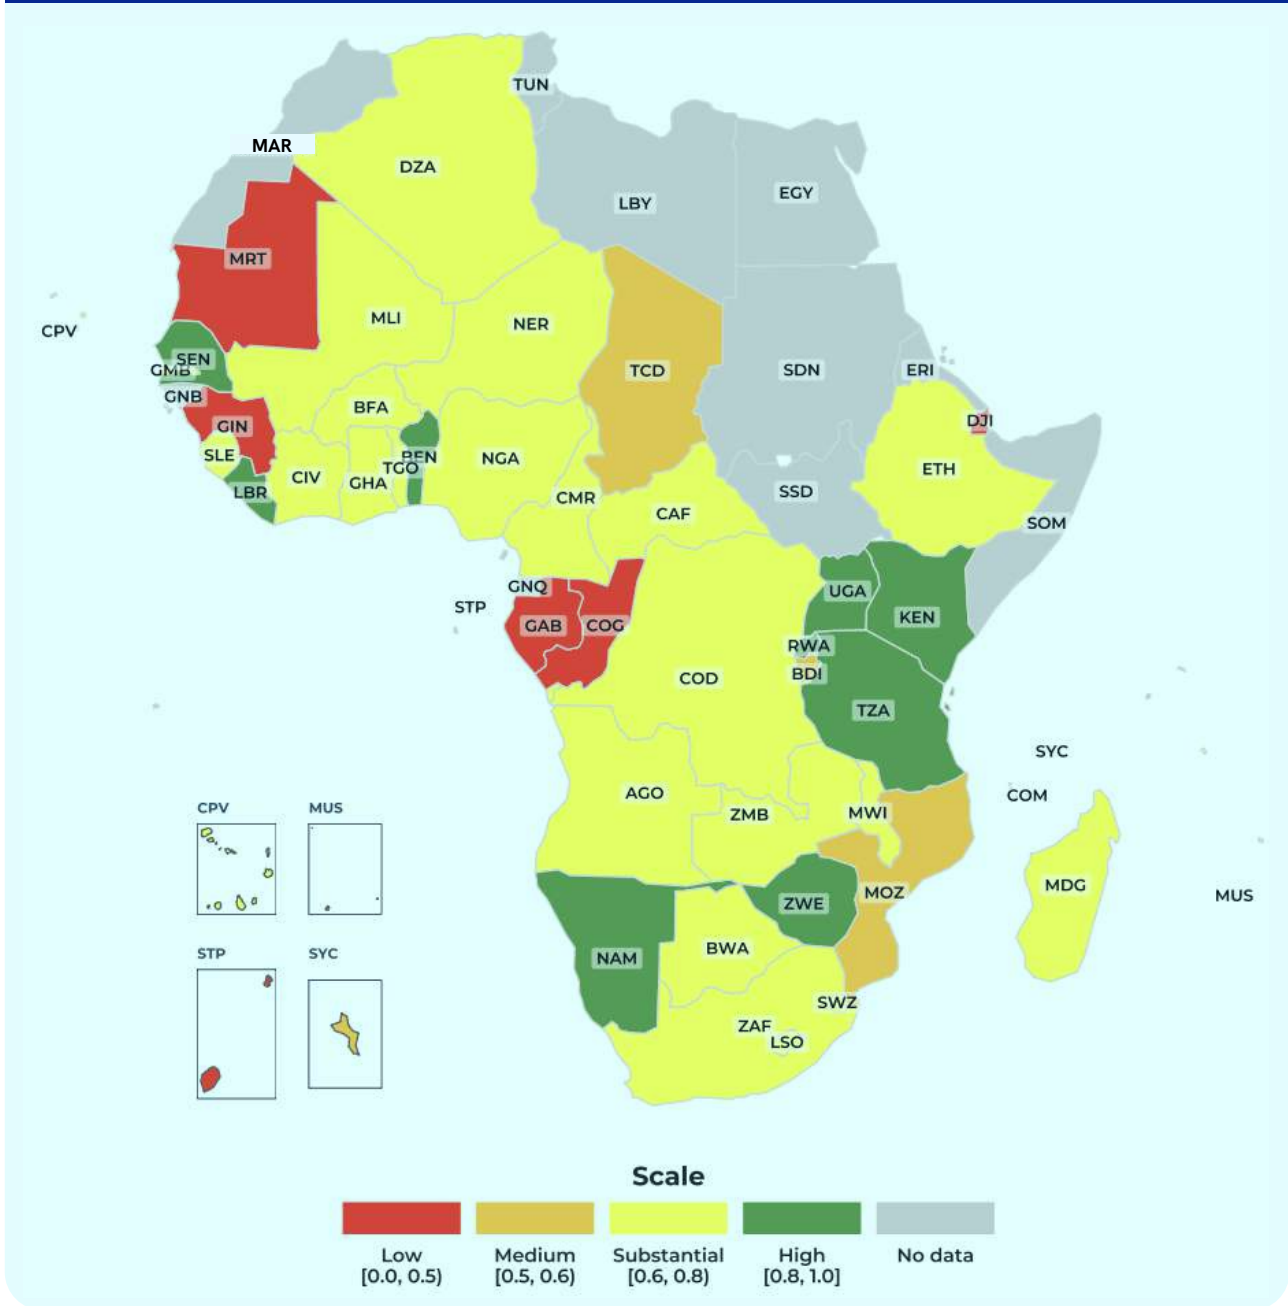 TUN
MAR
DZA
LBY
EGY
MRT
CPV
MLI
NER
SEN
GMB
TCD
SDN
ERI
GNB
BFA
GIN
DJI
SLE
BEN
TGO
NGA
ETH
CIV
GHA
LBR
CMR
SSD
CAF
SOM
GNQ
UGA
STP
GAB
COG
KEN
RWA
BDI
COD
TZA
SYC
AGO
COM
ZMB
MWI
CPV
MUS
MDG
MOZ
MUS
ZWE
BWA
NAM
STP
SYC
SWZ
ZAF
LSO
Scale
Low
[0.0, 0.5)
Medium
[0.5, 0.6)
Substantial
[0.6, 0.8)
High
[0.8, 1.0]
No data